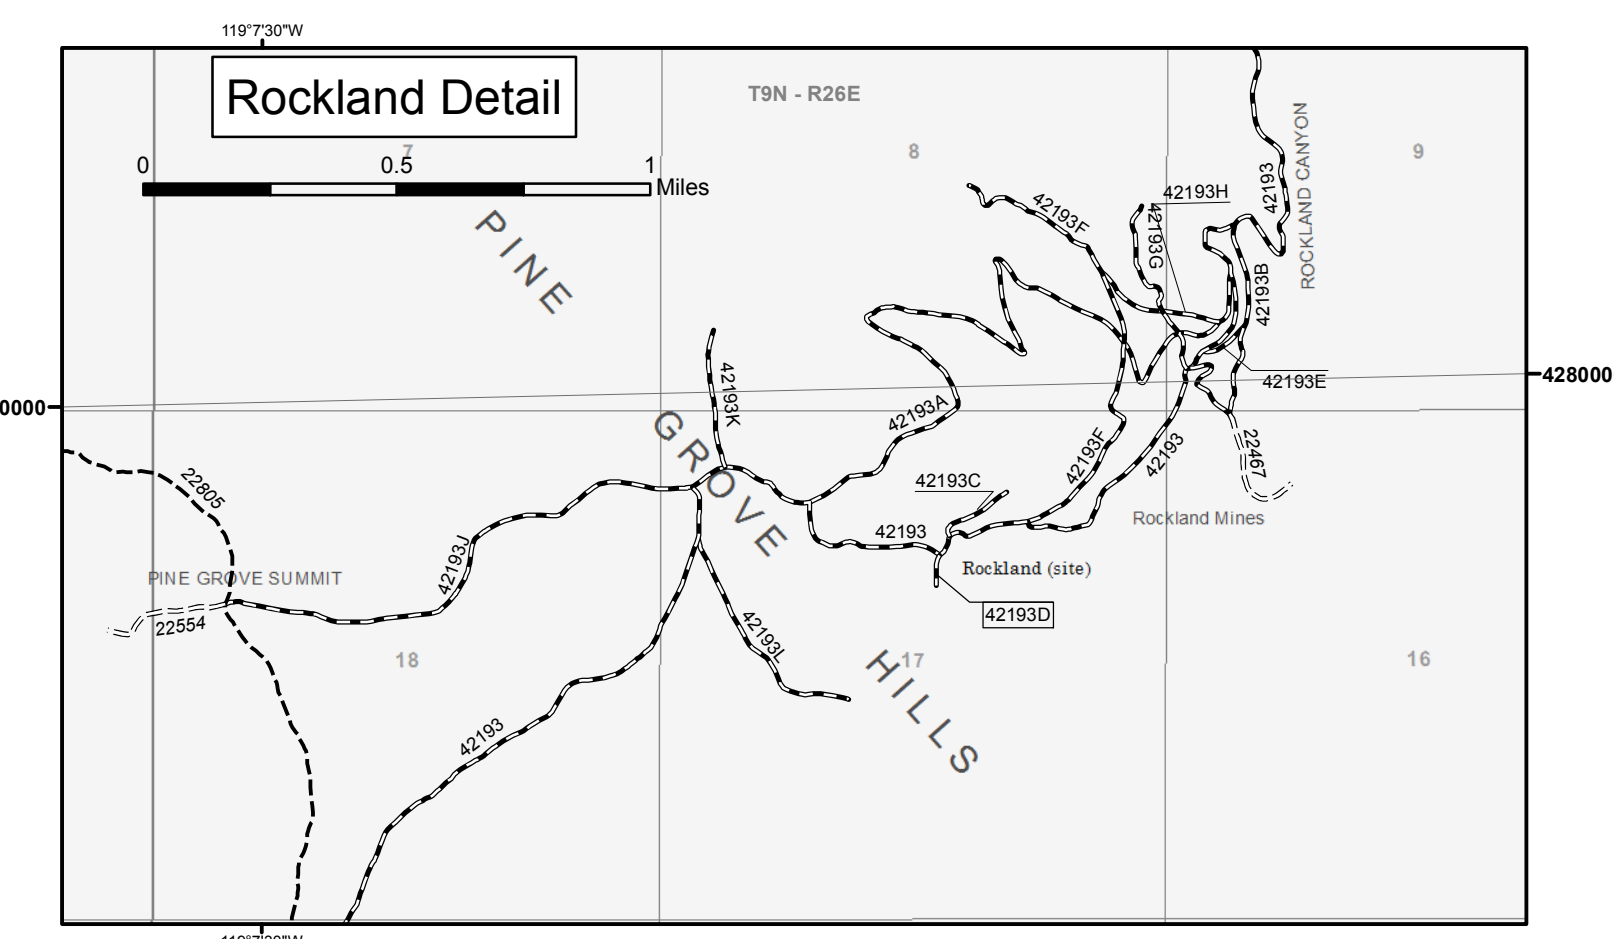 119°7'30"W
Rockland Detail
T9N - R26E
7
8
9
0
0.5
1
Miles
PINE
GROVE
HILLS
ROCKLAND CANYON
42193
42193H
42193F
42193G
42193B
42193E
428000
0000
42193K
42193A
42193F
42193
22467
42193C
Rockland Mines
22805
42193
42193J
Rockland (site)
PINE GROVE SUMMIT
42193D
22554
42193L
18
17
16
42193